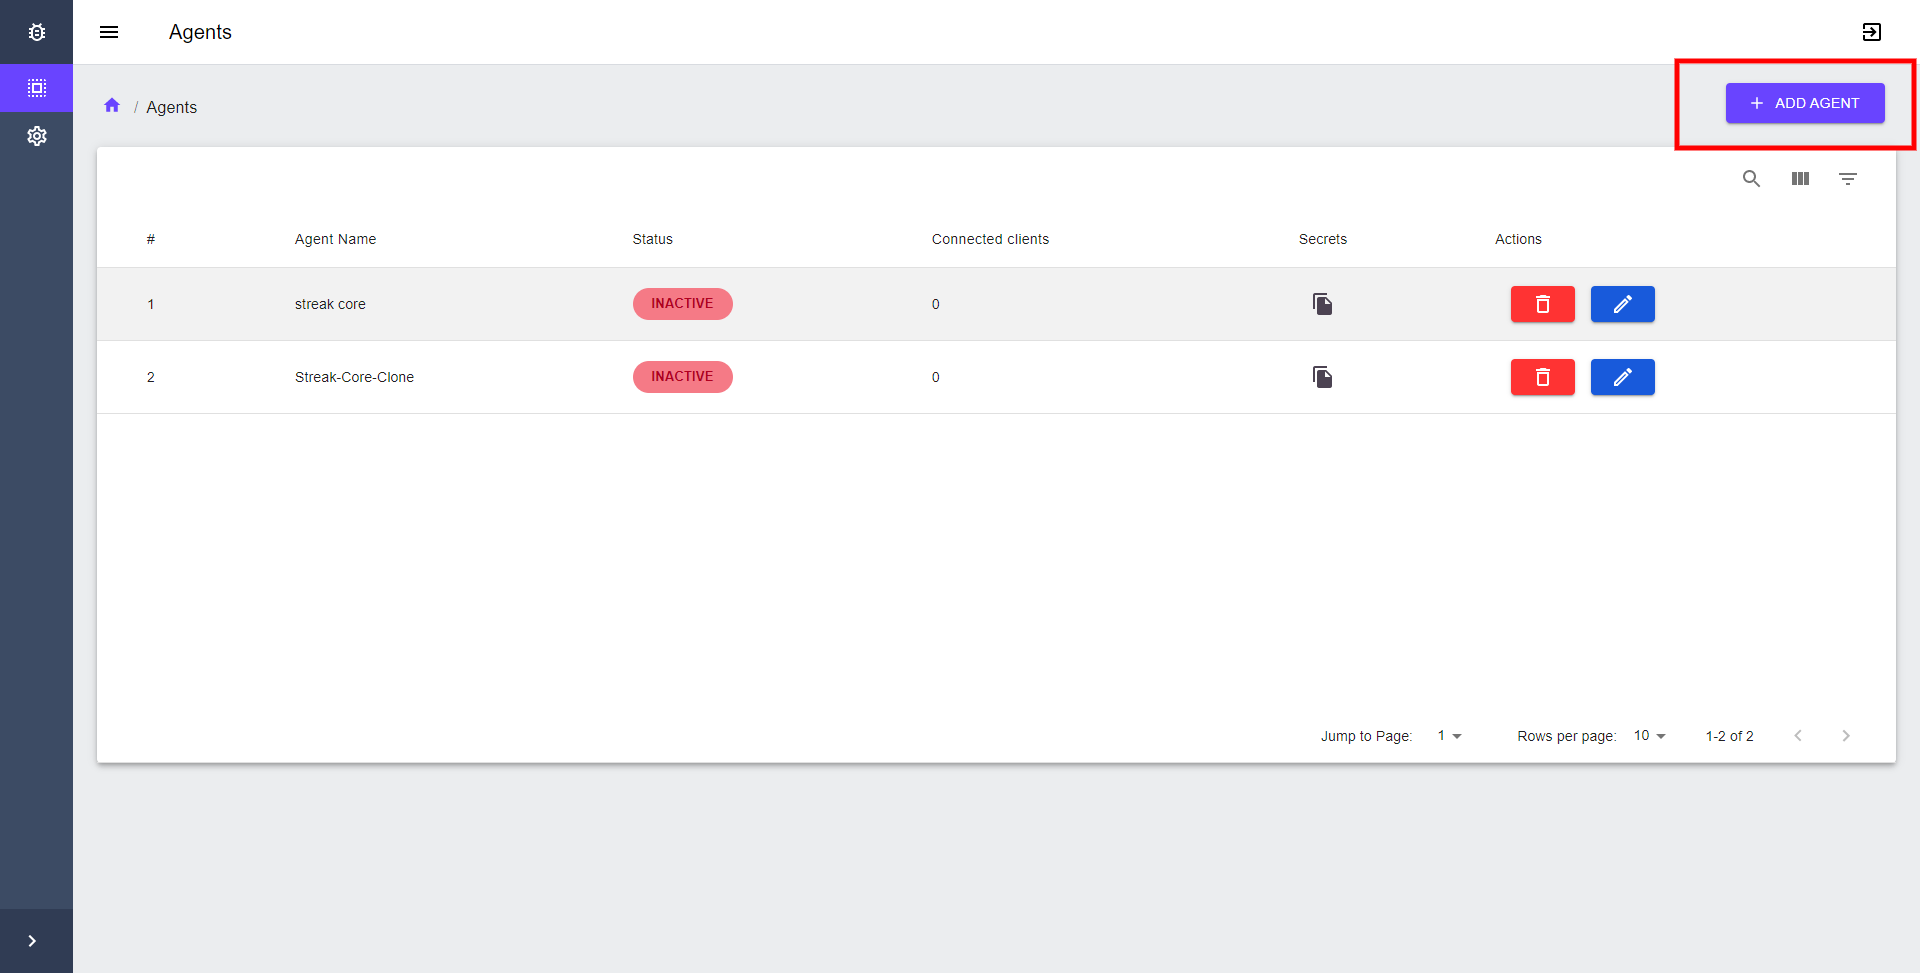 Agents
/ Agents
+ ADD AGENT
# Agent Name Status Connected clients Secrets Actions
1 streak core INACTIVE 0
2 Streak-Core-Clone INACTIVE 0
Jump to Page: 1 Rows per page: 10 1-2 of 2